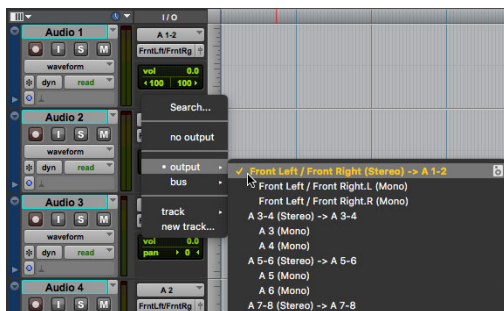 I / O
Audio 1
A 1-2
I S M
FrntLft/FrntRg
waveform
vol 0.0
dyn read
100 100
Audio 2
Search...
I S M
no output
waveform
dyn read
output
✓ Front Left / Front Right (Stereo) -> A 1-2
bus
Front Left / Front Right.L (Mono)
Front Left / Front Right.R (Mono)
Audio 3
track
A 3-4 (Stereo) -> A 3-4
I S M
new track...
A 3 (Mono)
waveform
vol 0.0
A 4 (Mono)
dyn read
pan 0
A 5-6 (Stereo) -> A 5-6
A 5 (Mono)
Audio 4
A 2
A 6 (Mono)
I S M
FrntLft/FrntRg
A 7-8 (Stereo) -> A 7-8